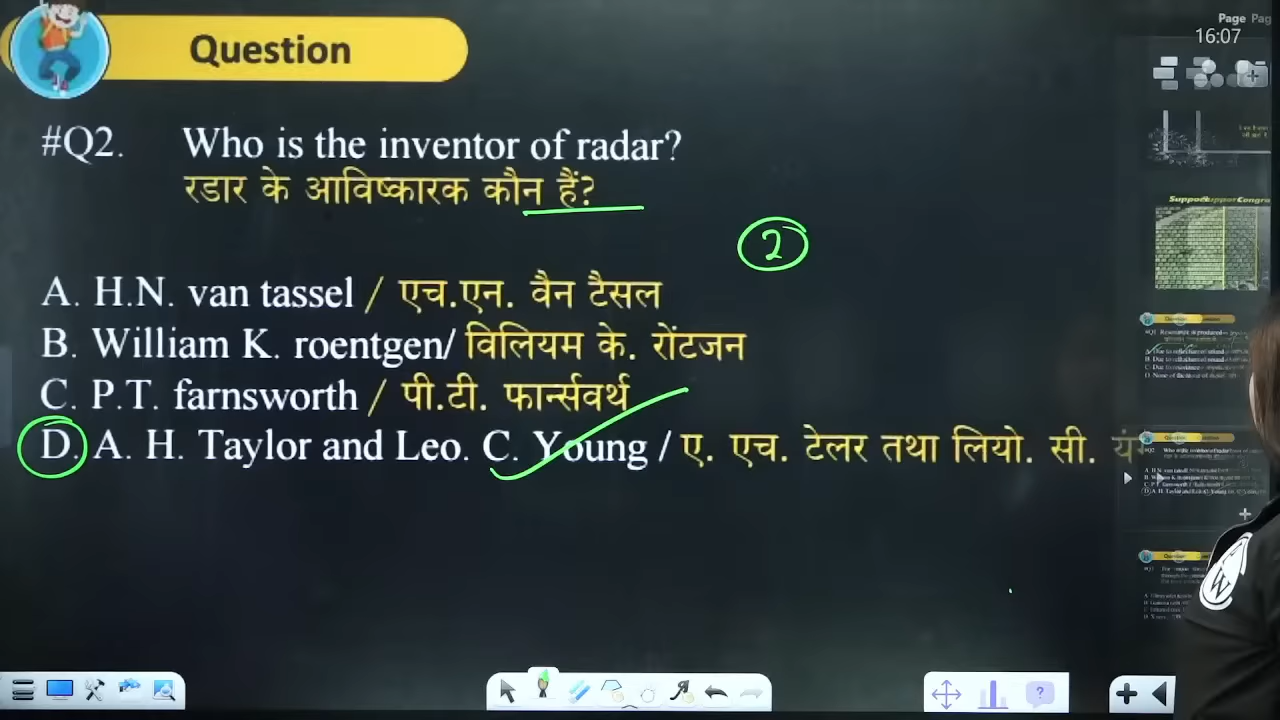 Question
Page Pag
16:07
#Q2. Who is the inventor of radar?
रडार के आविष्कारक कौन हैं?
2
A. H.N. van tassel / एच.एन. वैन टैसल
B. William K. roentgen/ विलियम के. रोंटजन
C. P.T. farnsworth / पी.टी. फार्न्सवर्थ
D. A. H. Taylor and Leo. C. Young / ए. एच. टेलर तथा लियो. सी. यंग
W